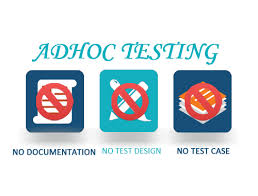 ADHOC TESTING
NO DOCUMENTATION NO TEST DESIGN NO TEST CASE